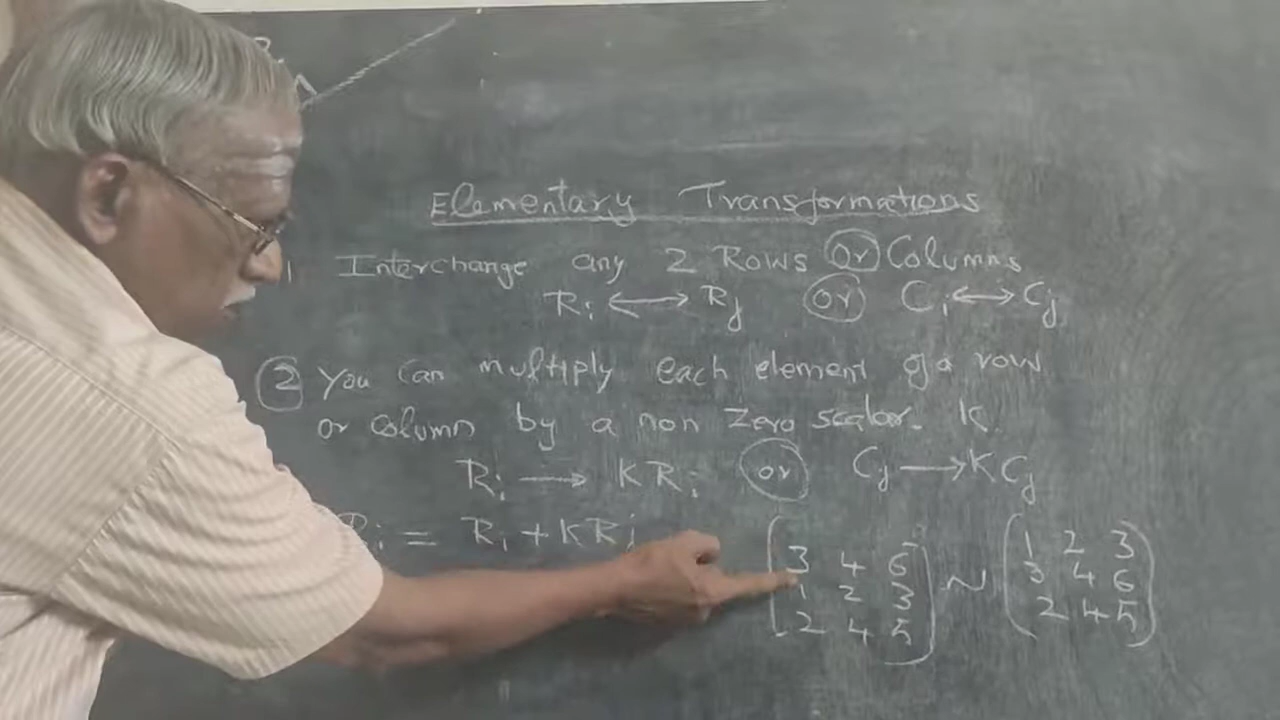 Elementary Transformations
1 Interchange any 2 Rows or Columns
Ri ⟷ Rj or Ci ⟷ Cj
2 You can multiply each element of a row
or column by a non Zero scalar. K
Ri ⟶ KRi or Cj ⟶ KCj
Ri = Ri + KRj
3 4 6 ~ 1 2 3
1 2 3 3 4 6
2 4 5 2 4 5